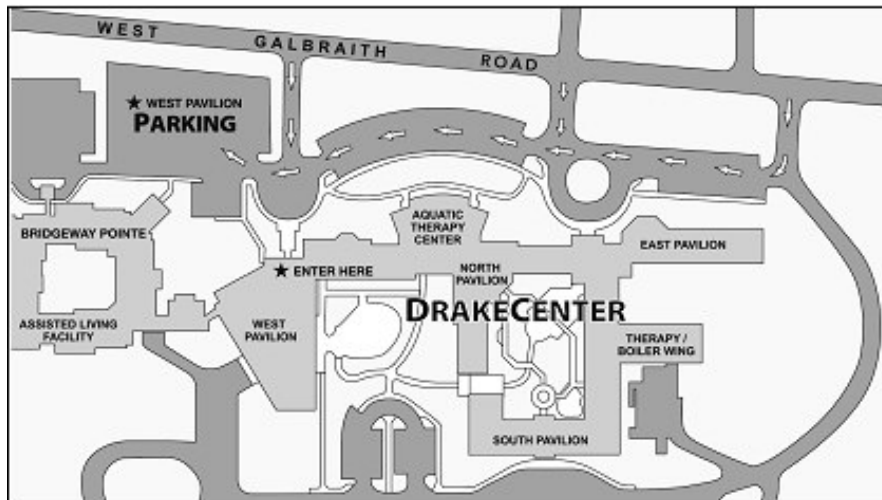 WEST GALBRAITH ROAD
★ WEST PAVILION
PARKING
BRIDGEWAY POINTE
AQUATIC
THERAPY
CENTER
EAST PAVILION
★ ENTER HERE
NORTH
PAVILION
DRAKECENTER
ASSISTED LIVING
FACILITY
WEST
PAVILION
THERAPY /
BOILER WING
SOUTH PAVILION